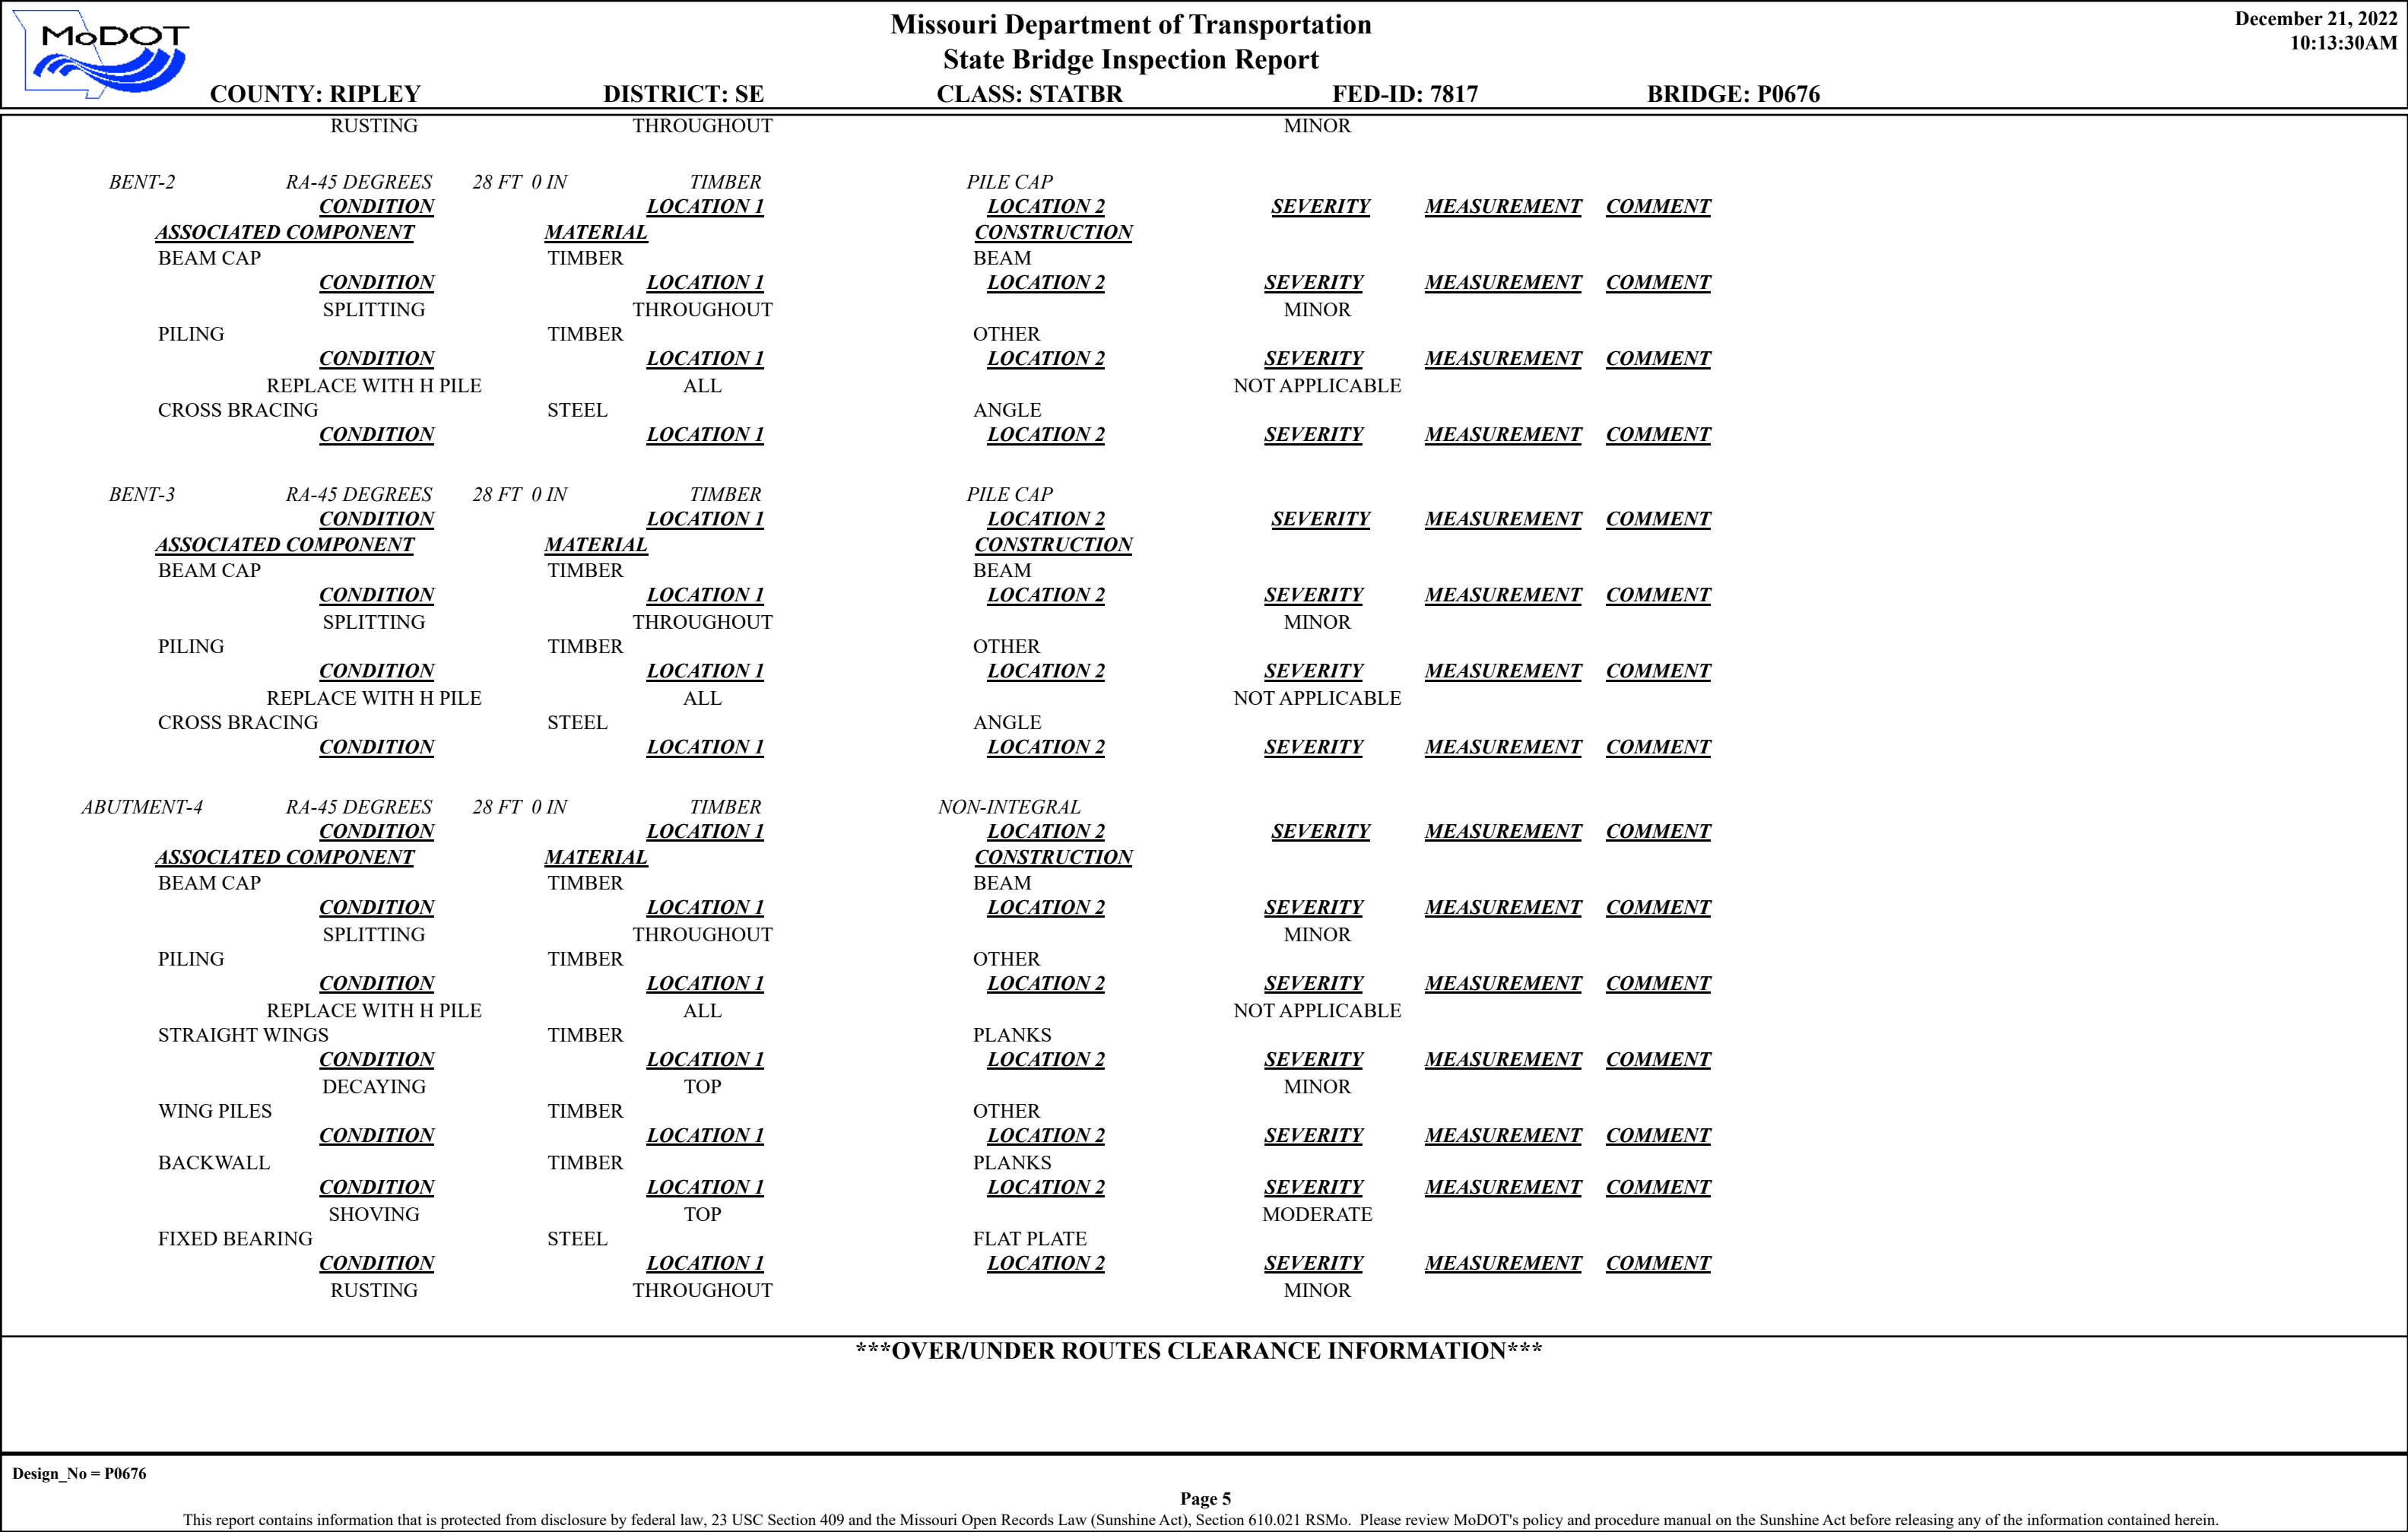 MoDOT
Missouri Department of Transportation
State Bridge Inspection Report
December 21, 2022
10:13:30AM
COUNTY: RIPLEY DISTRICT: SE CLASS: STATBR FED-ID: 7817 BRIDGE: P0676
RUSTING THROUGHOUT MINOR
BENT-2 RA-45 DEGREES 28 FT 0 IN TIMBER PILE CAP
CONDITION LOCATION 1 LOCATION 2 SEVERITY MEASUREMENT COMMENT
ASSOCIATED COMPONENT MATERIAL CONSTRUCTION
BEAM CAP TIMBER BEAM
CONDITION LOCATION 1 LOCATION 2 SEVERITY MEASUREMENT COMMENT
SPLITTING THROUGHOUT MINOR
PILING TIMBER OTHER
CONDITION LOCATION 1 LOCATION 2 SEVERITY MEASUREMENT COMMENT
REPLACE WITH H PILE ALL NOT APPLICABLE
CROSS BRACING STEEL ANGLE
CONDITION LOCATION 1 LOCATION 2 SEVERITY MEASUREMENT COMMENT
BENT-3 RA-45 DEGREES 28 FT 0 IN TIMBER PILE CAP
CONDITION LOCATION 1 LOCATION 2 SEVERITY MEASUREMENT COMMENT
ASSOCIATED COMPONENT MATERIAL CONSTRUCTION
BEAM CAP TIMBER BEAM
CONDITION LOCATION 1 LOCATION 2 SEVERITY MEASUREMENT COMMENT
SPLITTING THROUGHOUT MINOR
PILING TIMBER OTHER
CONDITION LOCATION 1 LOCATION 2 SEVERITY MEASUREMENT COMMENT
REPLACE WITH H PILE ALL NOT APPLICABLE
CROSS BRACING STEEL ANGLE
CONDITION LOCATION 1 LOCATION 2 SEVERITY MEASUREMENT COMMENT
ABUTMENT-4 RA-45 DEGREES 28 FT 0 IN TIMBER NON-INTEGRAL
CONDITION LOCATION 1 LOCATION 2 SEVERITY MEASUREMENT COMMENT
ASSOCIATED COMPONENT MATERIAL CONSTRUCTION
BEAM CAP TIMBER BEAM
CONDITION LOCATION 1 LOCATION 2 SEVERITY MEASUREMENT COMMENT
SPLITTING THROUGHOUT MINOR
PILING TIMBER OTHER
CONDITION LOCATION 1 LOCATION 2 SEVERITY MEASUREMENT COMMENT
REPLACE WITH H PILE ALL NOT APPLICABLE
STRAIGHT WINGS TIMBER PLANKS
CONDITION LOCATION 1 LOCATION 2 SEVERITY MEASUREMENT COMMENT
DECAYING TOP MINOR
WING PILES TIMBER OTHER
CONDITION LOCATION 1 LOCATION 2 SEVERITY MEASUREMENT COMMENT
BACKWALL TIMBER PLANKS
CONDITION LOCATION 1 LOCATION 2 SEVERITY MEASUREMENT COMMENT
SHOVING TOP MODERATE
FIXED BEARING STEEL FLAT PLATE
CONDITION LOCATION 1 LOCATION 2 SEVERITY MEASUREMENT COMMENT
RUSTING THROUGHOUT MINOR
***OVER/UNDER ROUTES CLEARANCE INFORMATION***
Design_No = P0676
Page 5
This report contains information that is protected from disclosure by federal law, 23 USC Section 409 and the Missouri Open Records Law (Sunshine Act), Section 610.021 RSMo. Please review MoDOT's policy and procedure manual on the Sunshine Act before releasing any of the information contained herein.